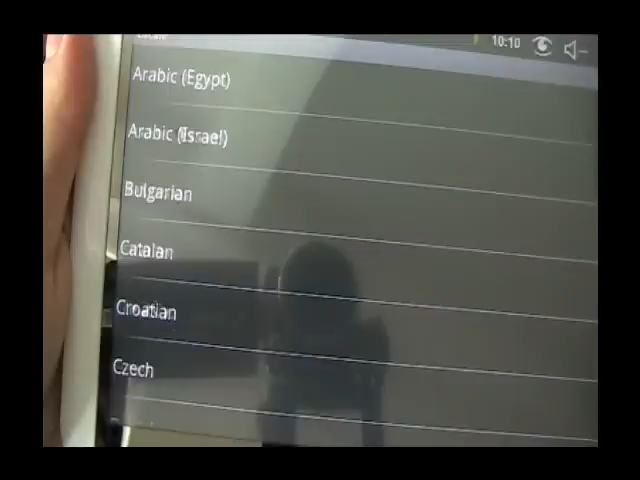 10:10
Arabic (Egypt)
Arabic (Israel)
Bulgarian
Catalan
Croatian
Czech